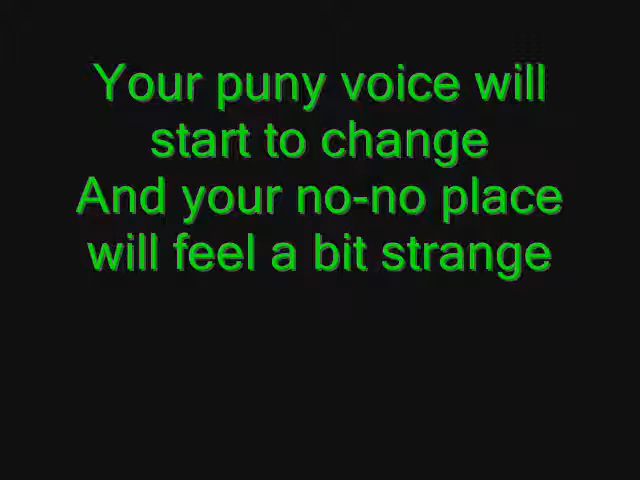 Your puny voice will
start to change
And your no-no place
will feel a bit strange